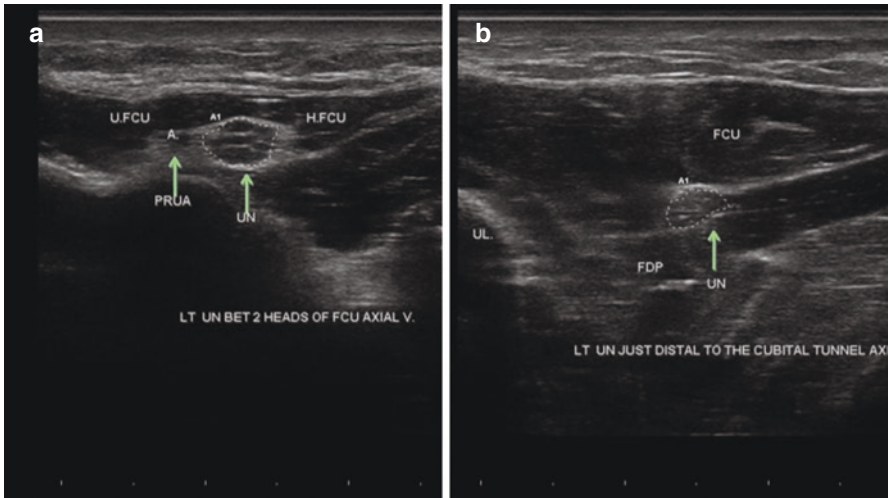 a
U.FCU
A1
H.FCU
A.
PRUA
UN
LT UN BET 2 HEADS OF FCU AXIAL V.
b
FCU
A1
UL.
FDP
UN
LT UN JUST DISTAL TO THE CUBITAL TUNNEL AXI